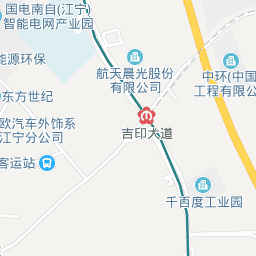 国电南自(江宁)
智能电网产业园
能源环保
航天晨光股份
有限公司
中环(中国
工程有限公
东方世纪
欧汽车外饰系
江宁分公司
吉印大道
客运站
千百度工业园